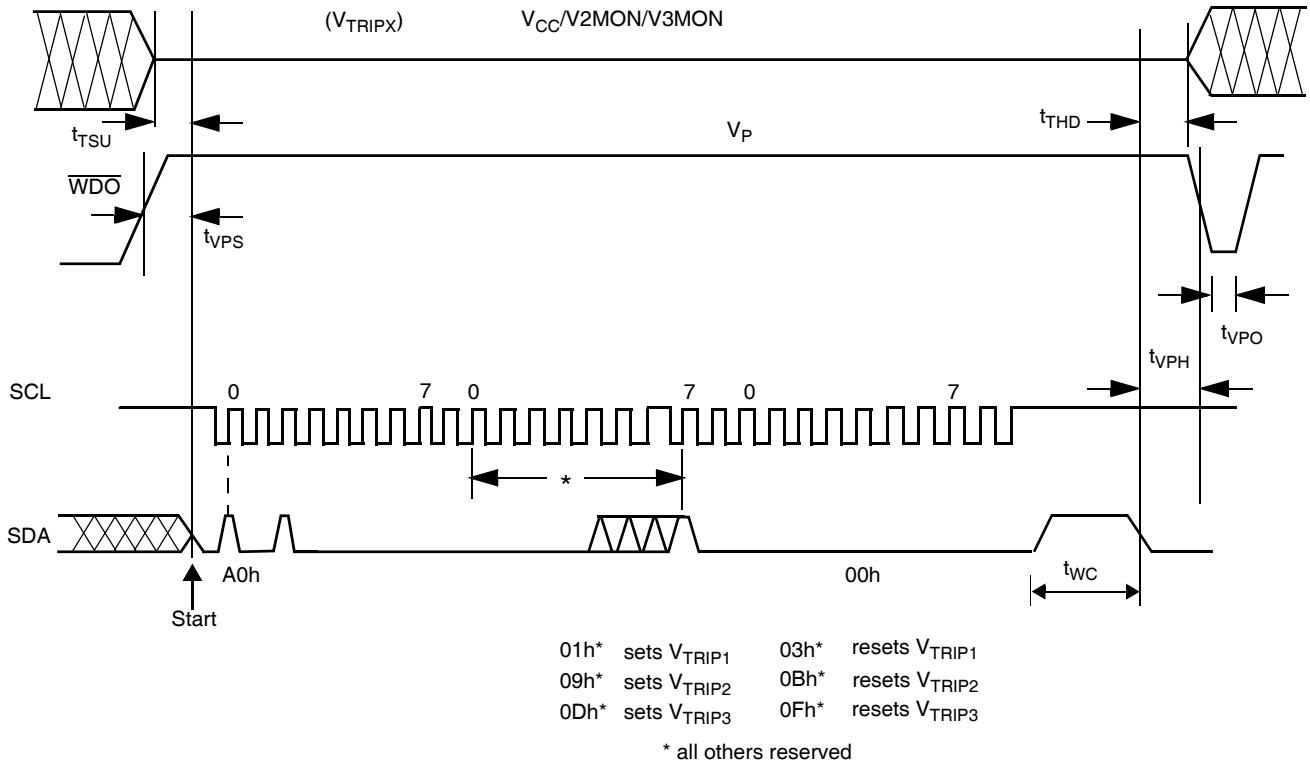 (VTRIPX) VCC/V2MON/V3MON
tTSU
tTHD
VP
WDO
tVPS
tVPO
tVPH
SCL
0 7 0 7 0 7
*
SDA
A0h
00h
tWC
Start
01h* sets VTRIP1 03h* resets VTRIP1
09h* sets VTRIP2 0Bh* resets VTRIP2
0Dh* sets VTRIP3 0Fh* resets VTRIP3
* all others reserved